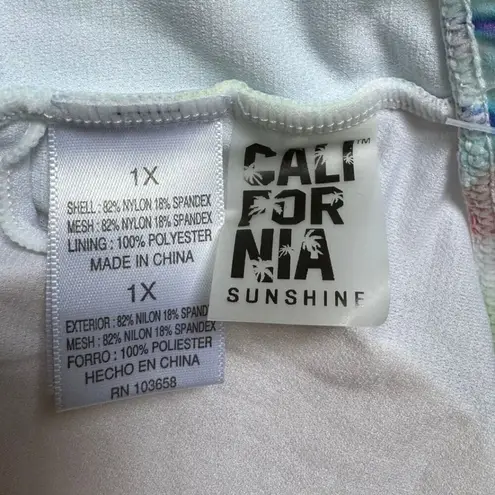 1X
SHELL : 82% NYLON 18% SPANDEX
MESH : 82% NYLON 18% SPANDEX
LINING : 100% POLYESTER
MADE IN CHINA
1X
EXTERIOR : 82% NILON 18% SPAND
MESH : 82% NILON 18% SPANDEX
FORRO : 100% POLIESTER
HECHO EN CHINA
RN 103658
CALI™
FOR
NIA
SUNSHINE